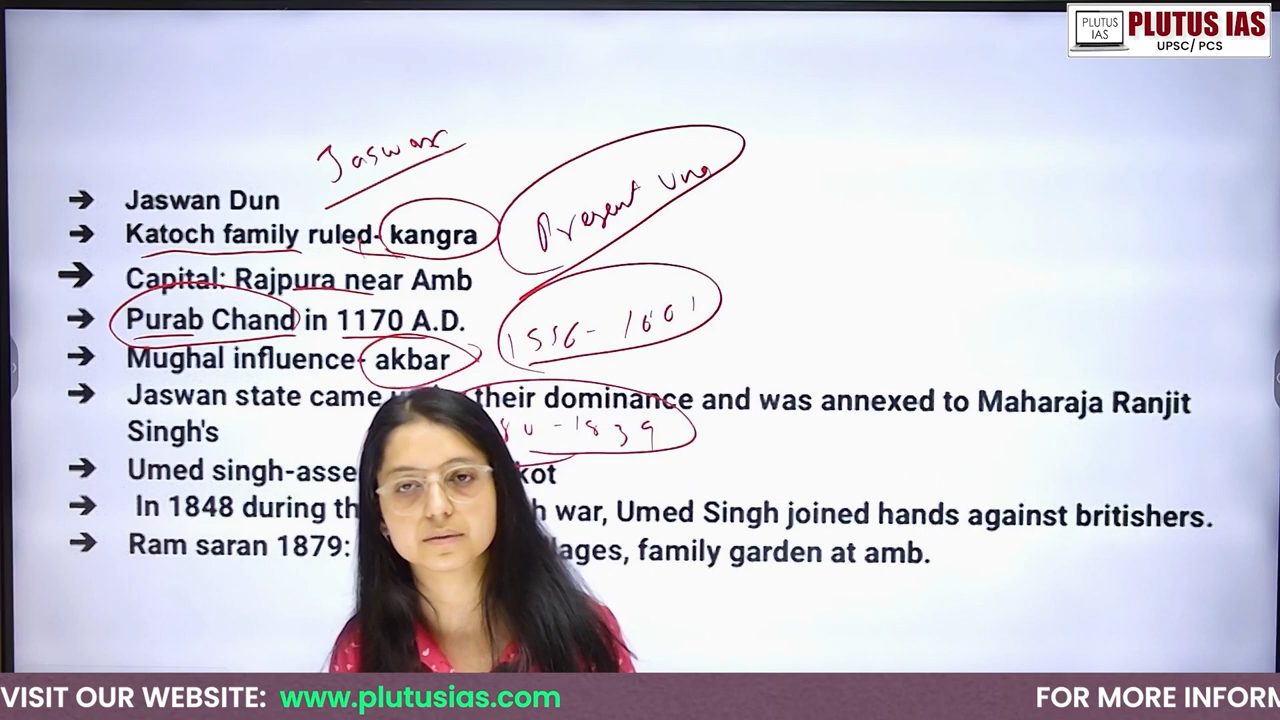 PLUTUS IAS
PLUTUS IAS
UPSC/ PCS
Jaswan
➔ Jaswan Dun
➔ Katoch family ruled- kangra
Present Una
➔ Capital: Rajpura near Amb
➔ Purab Chand in 1170 A.D.
➔ Mughal influence- akbar
➔ Jaswan state came their dominance and was annexed to Maharaja Ranjit
Singh's
- 1839
➔ Umed singh-asse kot
➔ In 1848 during th h war, Umed Singh joined hands against britishers.
➔ Ram saran 1879: lages, family garden at amb.
VISIT OUR WEBSITE: www.plutusias.com
FOR MORE INFORM